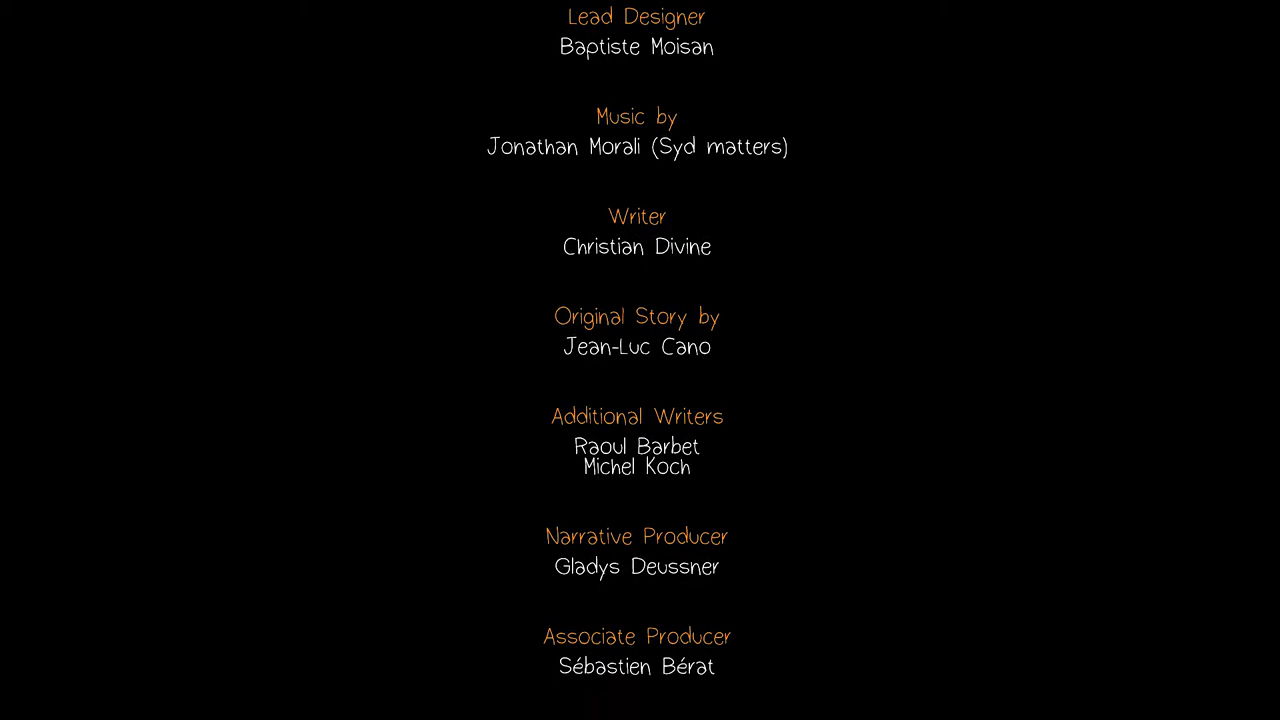 Lead Designer
Baptiste Moisan
Music by
Jonathan Morali (Syd matters)
Writer
Christian Divine
Original Story by
Jean-Luc Cano
Additional Writers
Raoul Barbet
Michel Koch
Narrative Producer
Gladys Deussner
Associate Producer
Sébastien Bérat